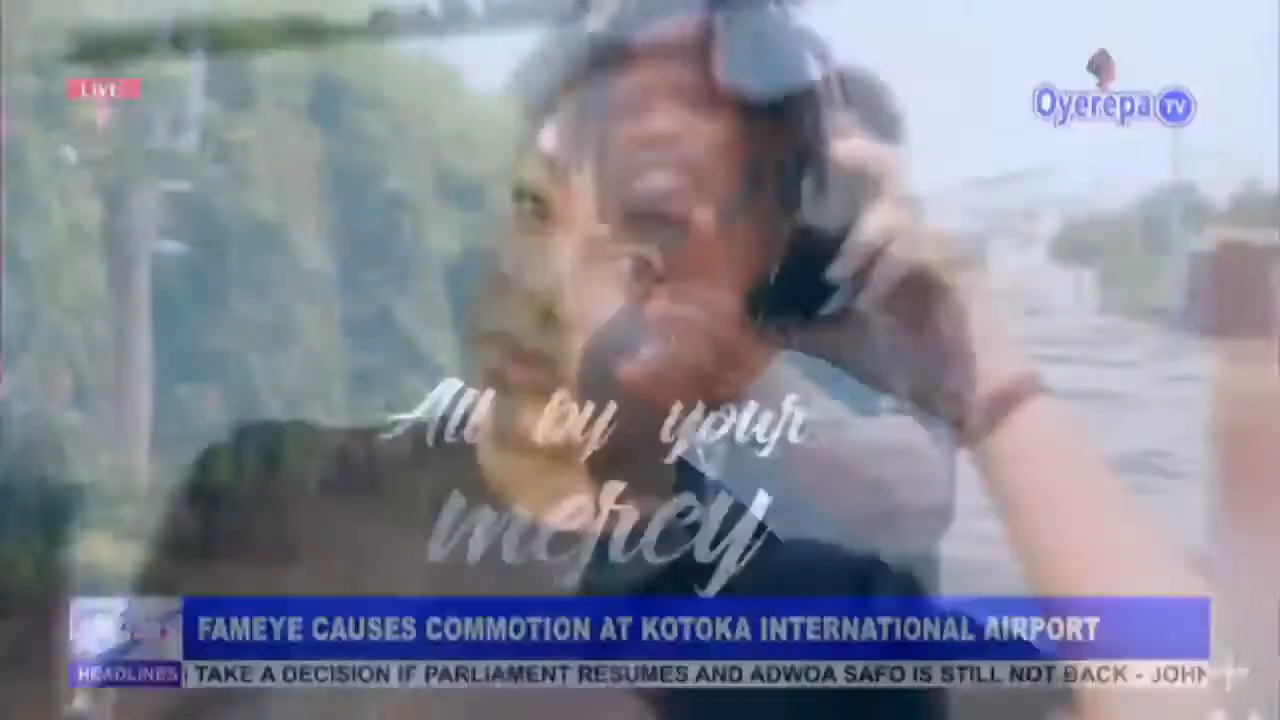 LIVE
Oyerepa TV
All by your
mercy
FAMEYE CAUSES COMMOTION AT KOTOKA INTERNATIONAL AIRPORT
HEADLINES TAKE A DECISION IF PARLIAMENT RESUMES AND ADWOA SAFO IS STILL NOT BACK - JOHN